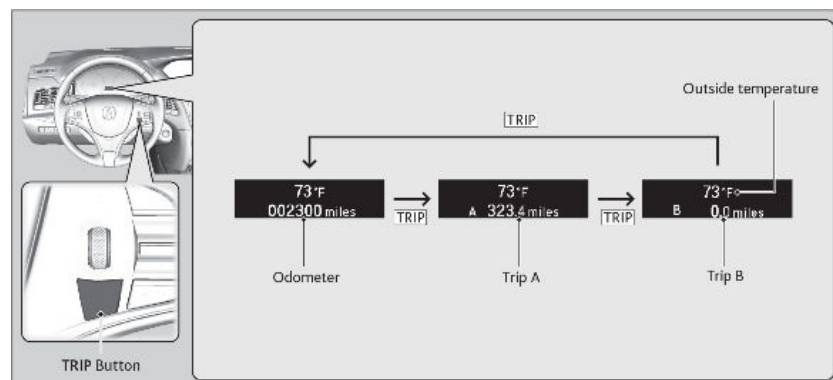 Outside temperature
TRIP
73°F
002300 miles
TRIP
73°F
A 323.4 miles
TRIP
73°F
B 0.0 miles
Odometer
Trip A
Trip B
TRIP Button